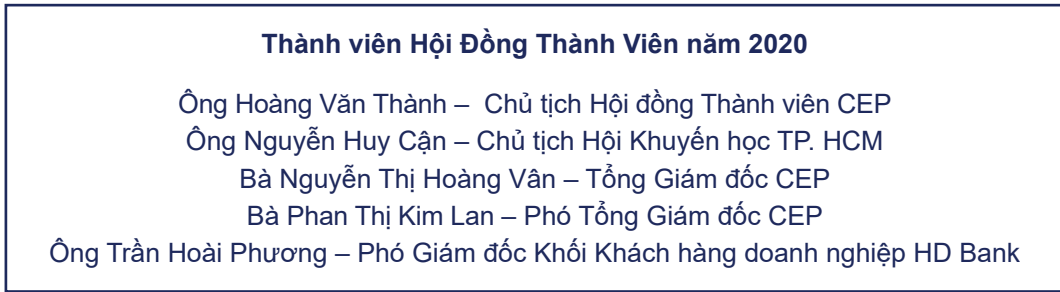 Thành viên Hội Đồng Thành Viên năm 2020
Ông Hoàng Văn Thành – Chủ tịch Hội đồng Thành viên CEP
Ông Nguyễn Huy Cận – Chủ tịch Hội Khuyến học TP. HCM
Bà Nguyễn Thị Hoàng Vân – Tổng Giám đốc CEP
Bà Phan Thị Kim Lan – Phó Tổng Giám đốc CEP
Ông Trần Hoài Phương – Phó Giám đốc Khối Khách hàng doanh nghiệp HD Bank